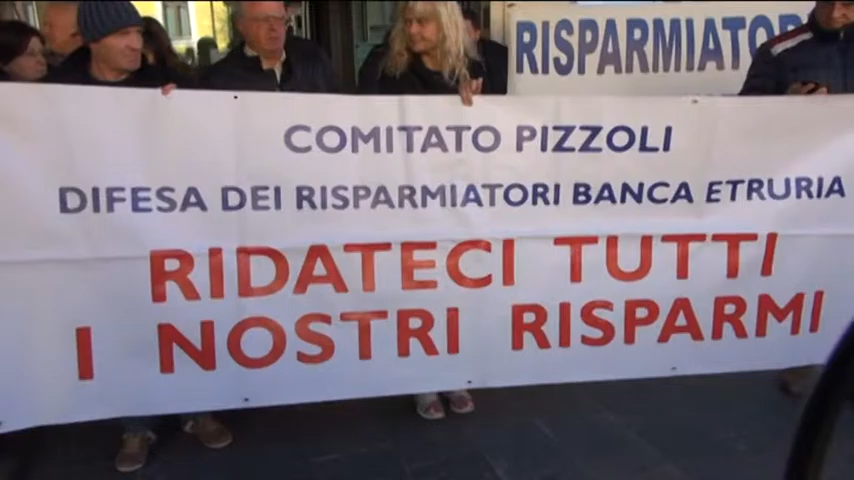 RISPARMIATO
COMITATO PIZZOLI
DIFESA DEI RISPARMIATORI BANCA ETRURIA
RIDATECI TUTTI
I NOSTRI RISPARMI